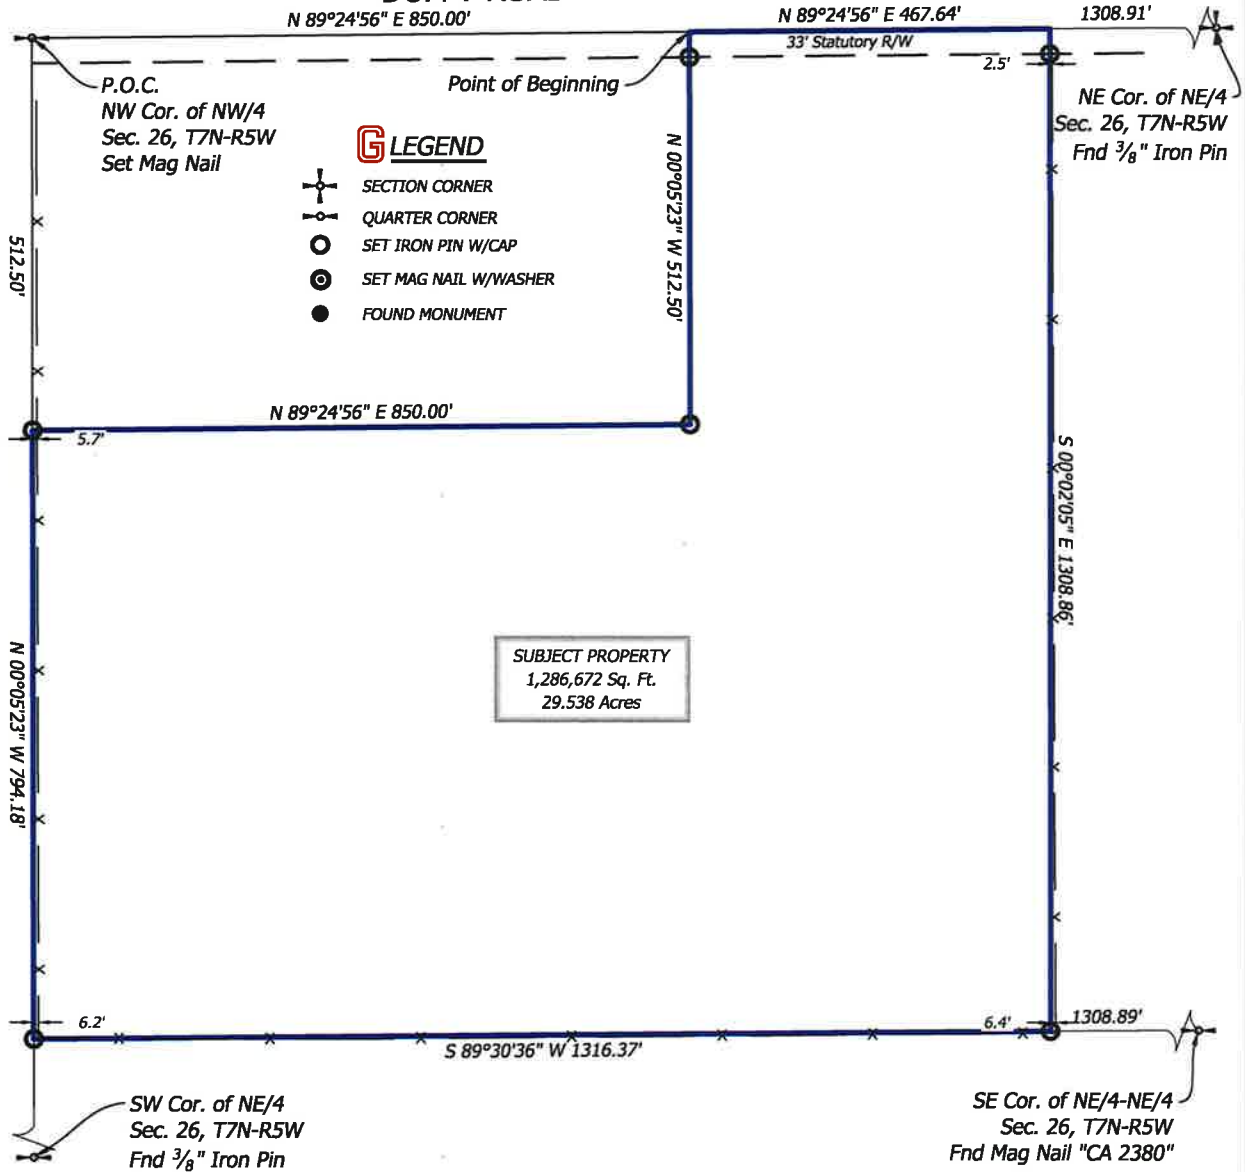 N 89°24'56" E 850.00'
N 89°24'56" E 467.64'
1308.91'
33' Statutory R/W
2.5'
P.O.C.
NW Cor. of NW/4
Sec. 26, T7N-R5W
Set Mag Nail
Point of Beginning
NE Cor. of NE/4
Sec. 26, T7N-R5W
Fnd 3/8" Iron Pin
G LEGEND
SECTION CORNER
QUARTER CORNER
SET IRON PIN W/CAP
SET MAG NAIL W/WASHER
FOUND MONUMENT
512.50'
N 00°05'23" W 512.50'
N 89°24'56" E 850.00'
5.7'
S 00°02'05" E 1308.86'
SUBJECT PROPERTY
1,286,672 Sq. Ft.
29.538 Acres
N 00°05'23" W 794.18'
6.2'
6.4'
1308.89'
S 89°30'36" W 1316.37'
SW Cor. of NE/4
Sec. 26, T7N-R5W
Fnd 3/8" Iron Pin
SE Cor. of NE/4-NE/4
Sec. 26, T7N-R5W
Fnd Mag Nail "CA 2380"